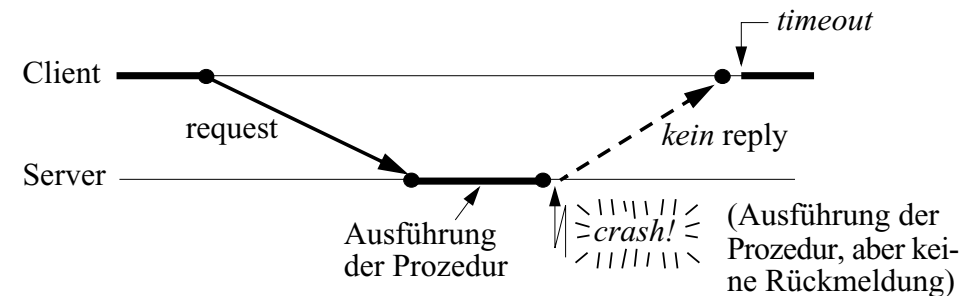 timeout
Client
request
kein reply
Server
Ausführung
der Prozedur
crash!
(Ausführung der
Prozedur, aber kei-
ne Rückmeldung)